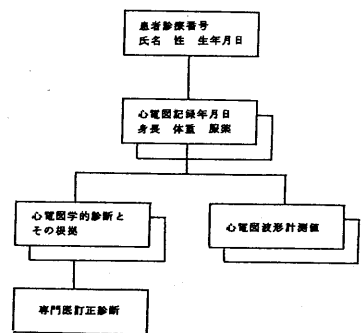 患者診療番号
氏名 性 生年月日
心電図記録年月日
身長 体重 服薬
心電図学的診断と
その根拠
心電図波形計測値
専門医訂正診断